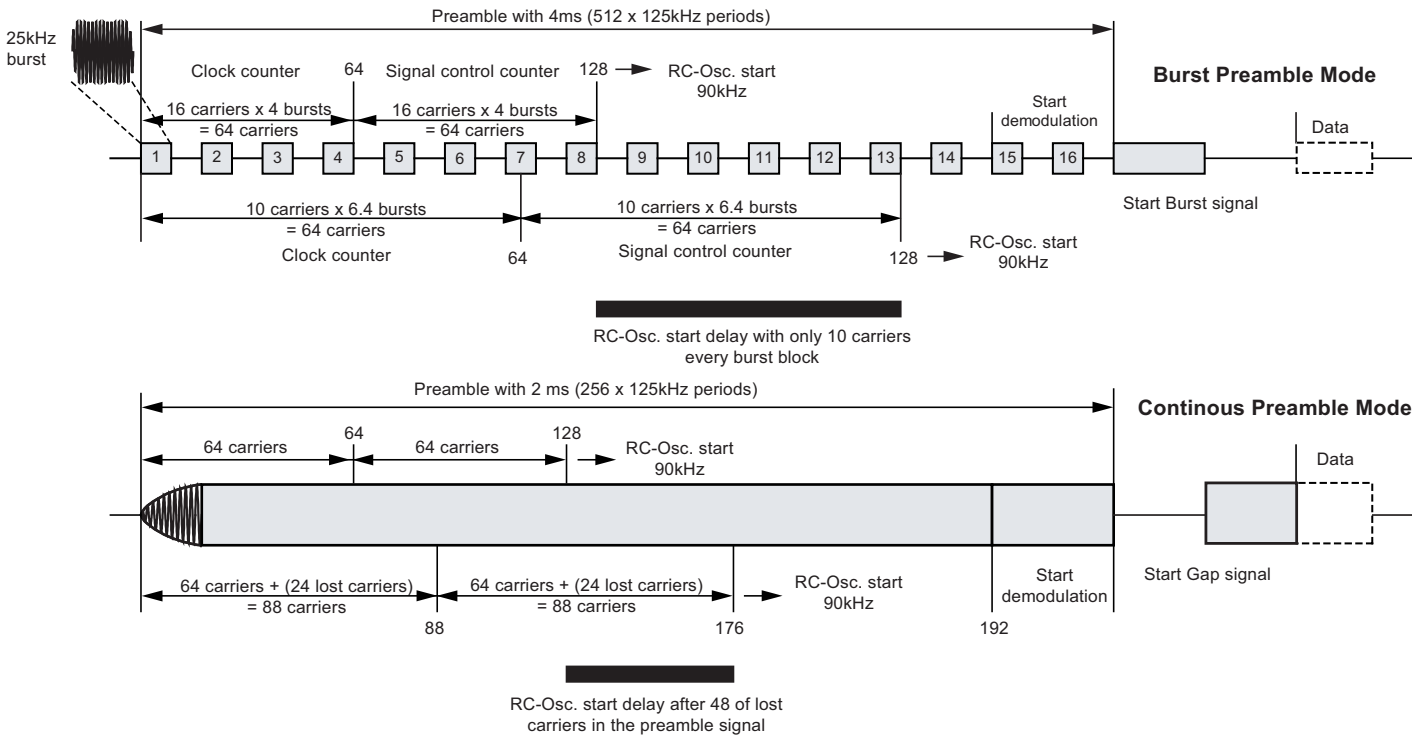 Preamble with 4ms (512 x 125kHz periods)
25kHz
burst
Clock counter
64
Signal control counter
128
RC-Osc. start
90kHz
Burst Preamble Mode
16 carriers x 4 bursts
= 64 carriers
16 carriers x 4 bursts
= 64 carriers
Start
demodulation
Data
1 2 3 4 5 6 7 8 9 10 11 12 13 14 15 16
Start Burst signal
10 carriers x 6.4 bursts
= 64 carriers
10 carriers x 6.4 bursts
= 64 carriers
Clock counter
64
Signal control counter
128
RC-Osc. start
90kHz
RC-Osc. start delay with only 10 carriers
every burst block
Preamble with 2 ms (256 x 125kHz periods)
Continous Preamble Mode
64 carriers
64
64 carriers
128
RC-Osc. start
90kHz
Data
64 carriers + (24 lost carriers)
= 88 carriers
64 carriers + (24 lost carriers)
= 88 carriers
RC-Osc. start
90kHz
Start
demodulation
Start Gap signal
88
176
192
RC-Osc. start delay after 48 of lost
carriers in the preamble signal